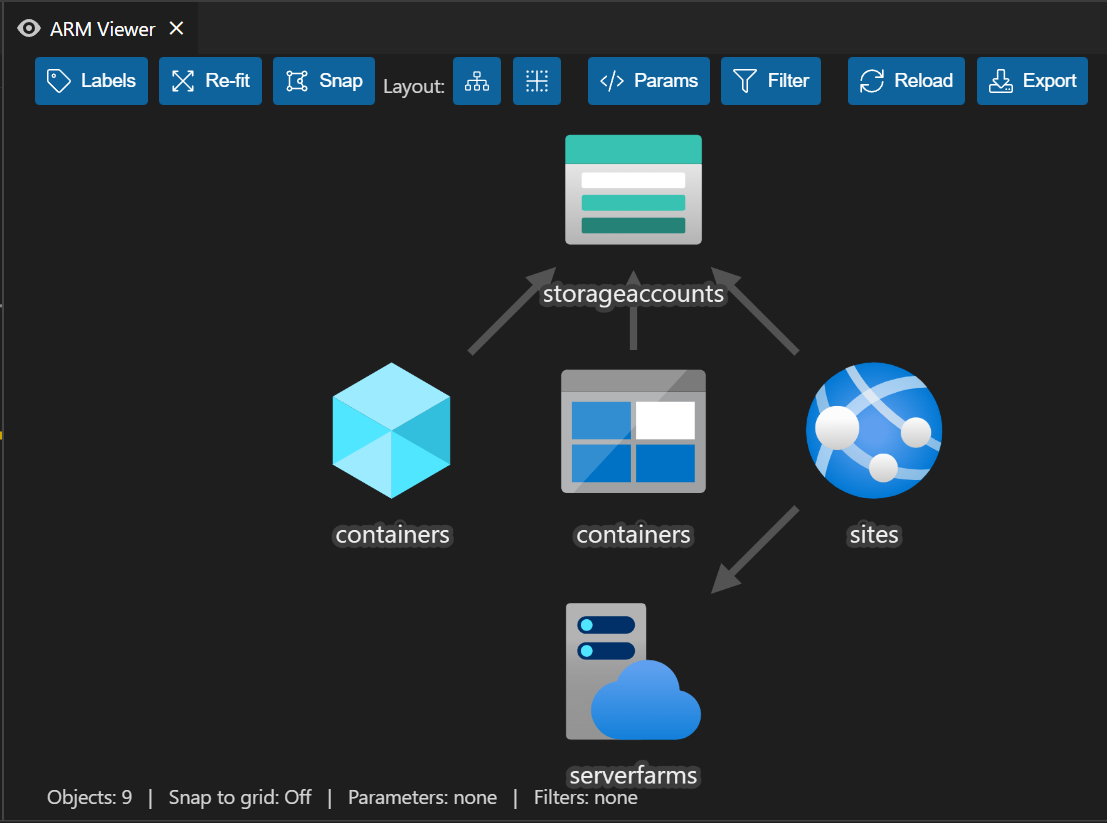 ARM Viewer
Labels Re-fit Snap Layout: </> Params Filter Reload Export
storageaccounts
containers containers sites
serverfarms
Objects: 9 | Snap to grid: Off | Parameters: none | Filters: none